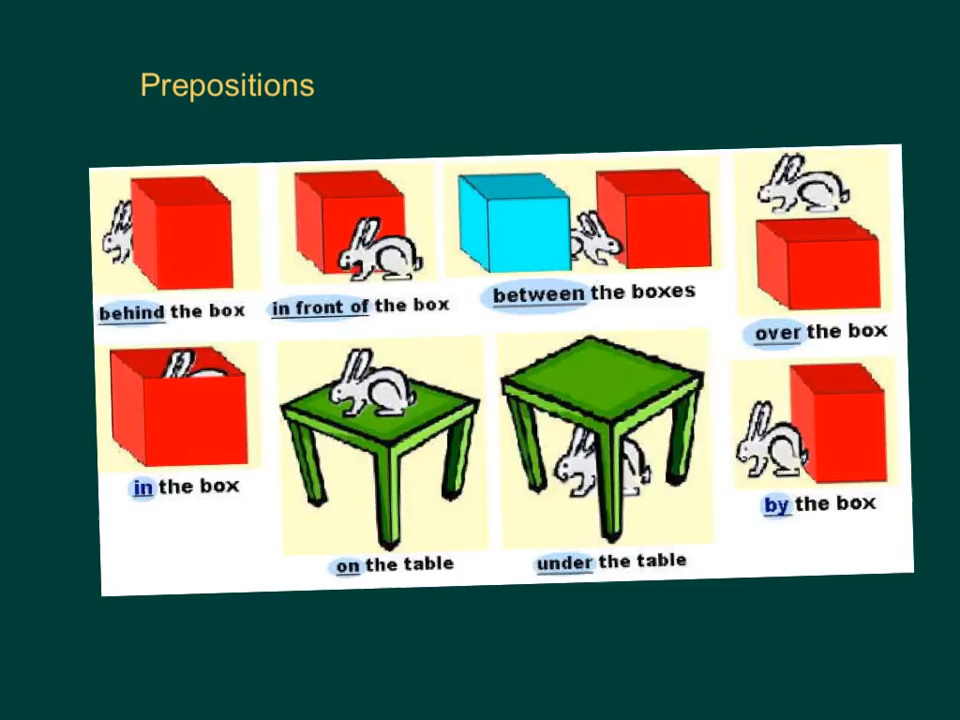 Prepositions
behind the box
in front of the box
between the boxes
over the box
in the box
on the table
under the table
by the box